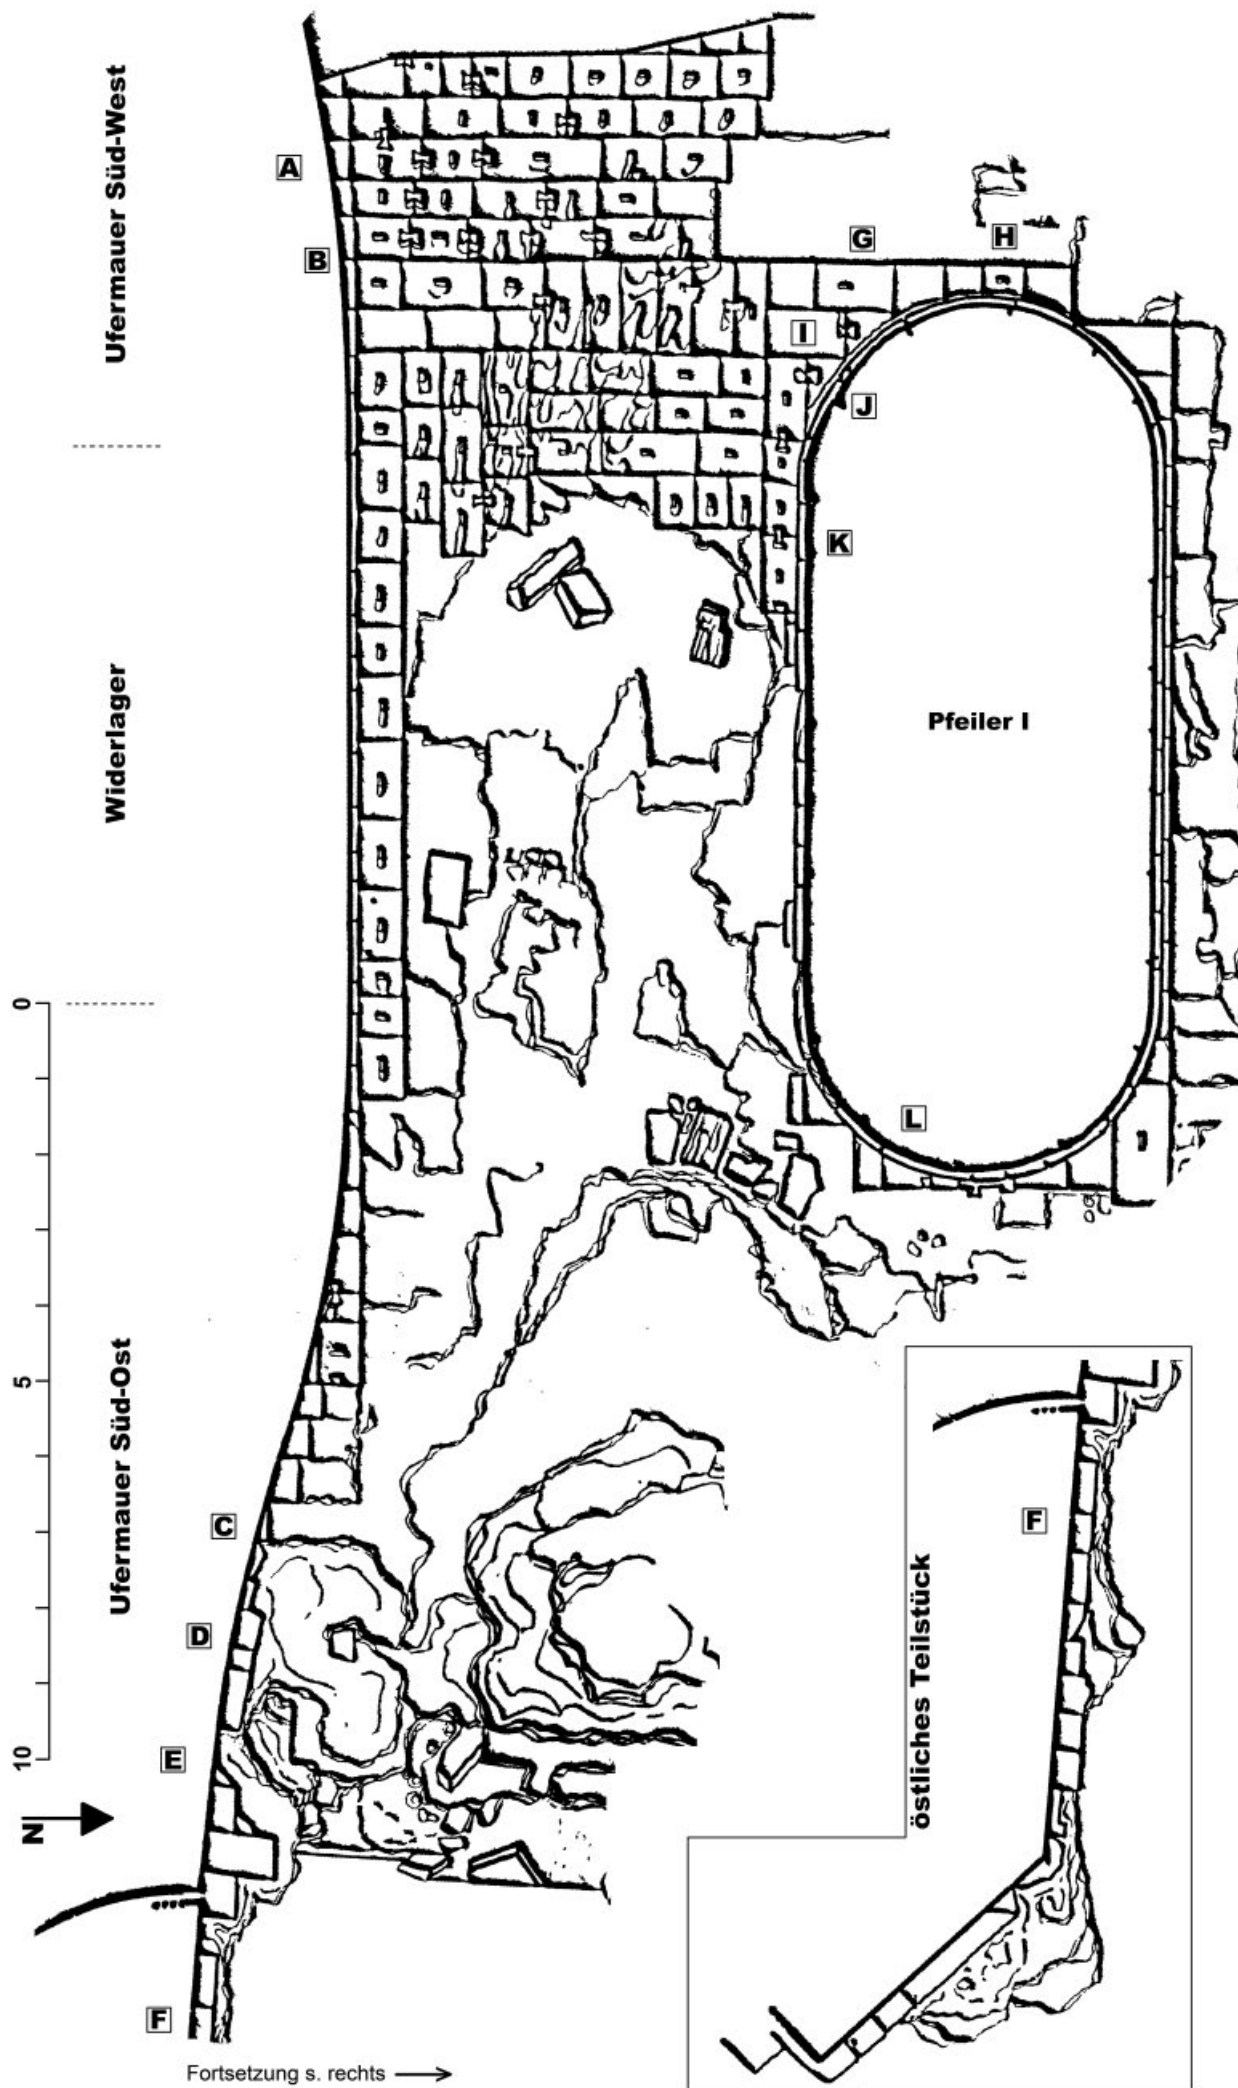 Ufermauer Süd-West
A
B
G
H
I
J
K
Widerlager
Pfeiler I
0
L
5
Ufermauer Süd-Ost
C
D
E
10
N
F
östliches Teilstück
F
Fortsetzung s. rechts